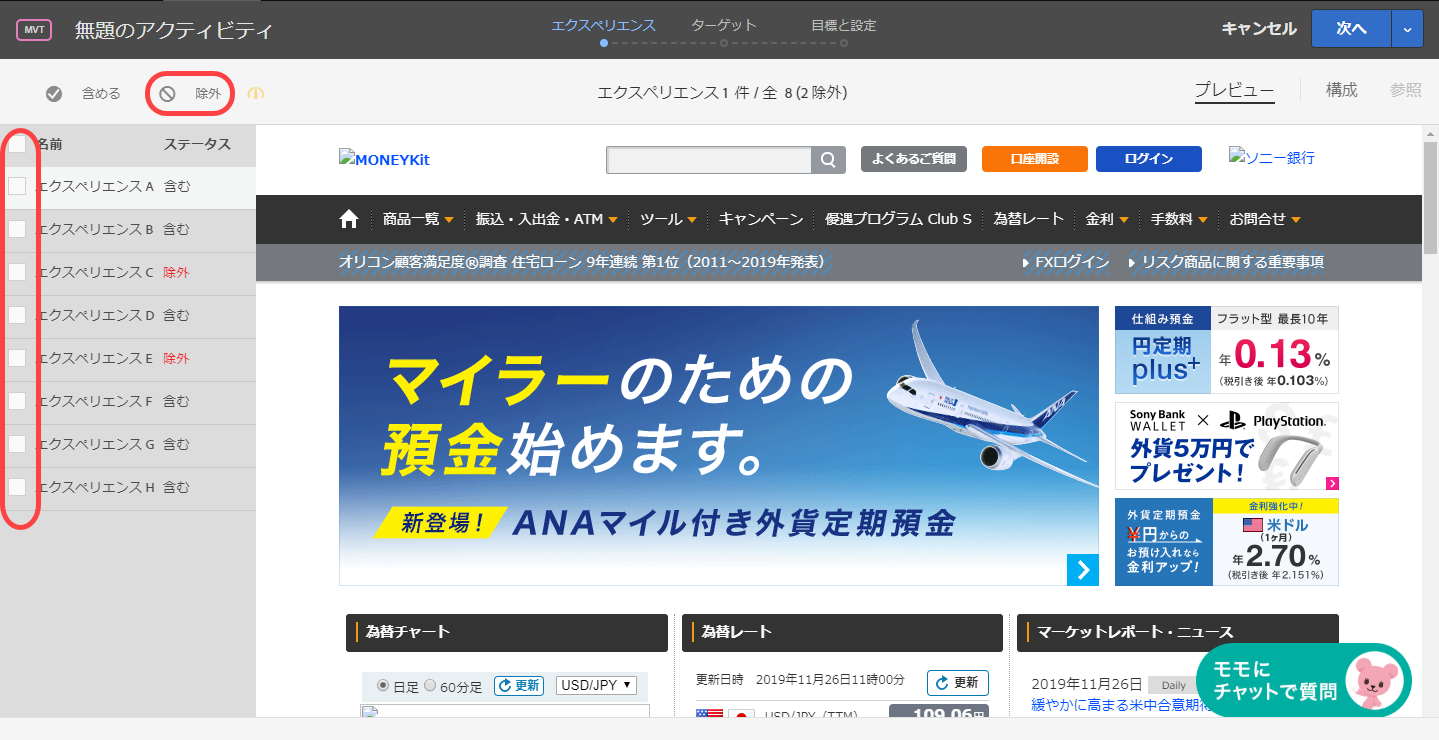 MVT
無題のアクティビティ
エクスペリエンス
ターゲット
目標と設定
キャンセル
次へ
含める
除外
エクスペリエンス 1 件 / 全 8 (2 除外)
プレビュー
構成
参照
名前 ステータス
エクスペリエンス A 含む
エクスペリエンス B 含む
エクスペリエンス C 除外
エクスペリエンス D 含む
エクスペリエンス E 除外
エクスペリエンス F 含む
エクスペリエンス G 含む
エクスペリエンス H 含む
MONEYKit
よくあるご質問
口座開設
ログイン
ソニー銀行
商品一覧
振込・入出金・ATM
ツール
キャンペーン
優遇プログラム Club S
為替レート
金利
手数料
お問合せ
オリコン顧客満足度®調査 住宅ローン 9年連続 第1位（2011〜2019年発表）
FXログイン
リスク商品に関する重要事項
マイラーのための
預金始めます。
新登場！ ANAマイル付き外貨定期預金
ANA
仕組み預金 フラット型 最長10年
円定期
plus+
年0.13%
(税引き後 年0.103%)
Sony Bank
WALLET
×
PlayStation.
外貨5万円で
プレゼント！
外貨定期預金
¥円からの
お預け入れなら
金利アップ！
金利強化中！
米ドル
(1ヶ月)
年2.70%
(税引き後 年2.151%)
為替チャート
日足 60分足 更新 USD/JPY
為替レート
更新日時 2019年11月26日11時00分
更新
USD/JPY（TTM）
109.06円
マーケットレポート・ニュース
2019年11月26日 Daily
緩やかに高まる米中合意期待
モモに
チャットで質問